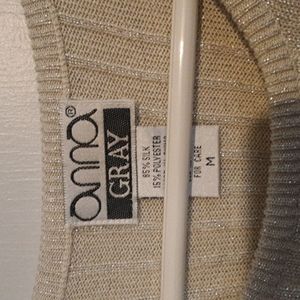 anna®
GRAY
85% SILK
15% POLYESTER
FOR CARE
M